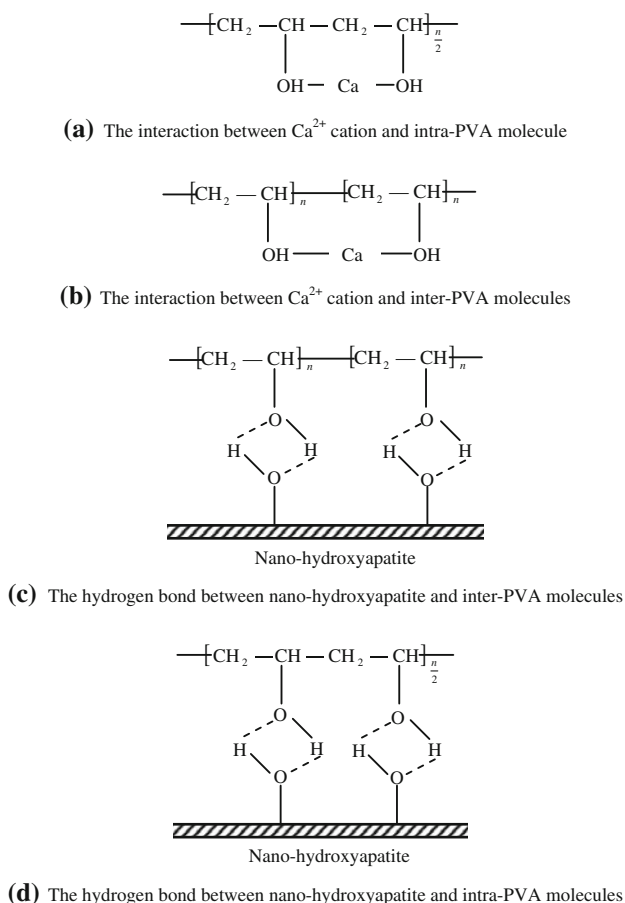 [CH2 — CH — CH2 — CH]n/2
OH — Ca — OH
(a) The interaction between Ca2+ cation and intra-PVA molecule
[CH2 — CH]n [CH2 — CH]n
OH — Ca — OH
(b) The interaction between Ca2+ cation and inter-PVA molecules
[CH2 — CH]n [CH2 — CH]n
O O
H H H H
O O
Nano-hydroxyapatite
(c) The hydrogen bond between nano-hydroxyapatite and inter-PVA molecules
[CH2 — CH — CH2 — CH]n/2
O O
H H H H
O O
Nano-hydroxyapatite
(d) The hydrogen bond between nano-hydroxyapatite and intra-PVA molecules